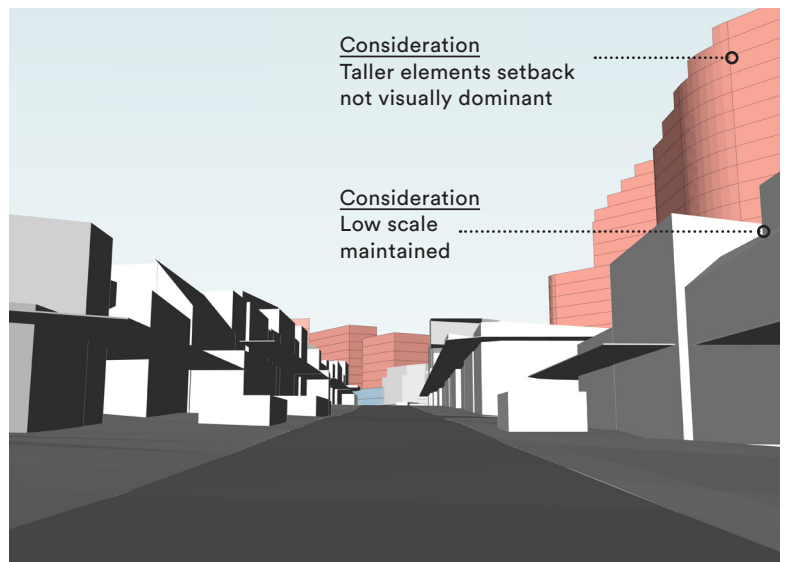 Consideration
Taller elements setback
not visually dominant
Consideration
Low scale
maintained